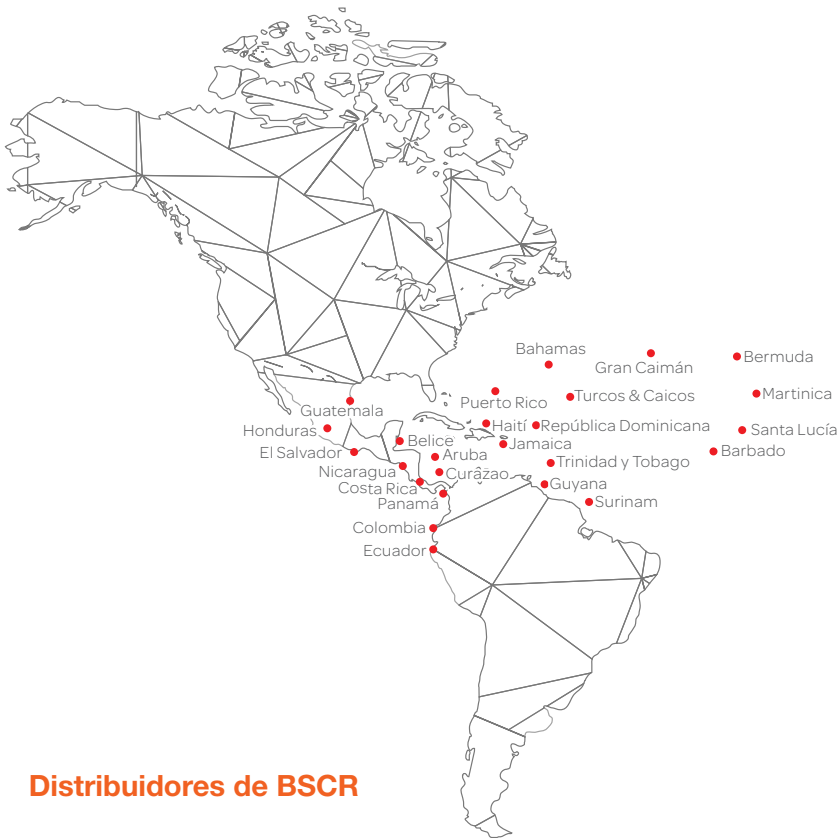 Bahamas
Gran Caimán
Bermuda
Puerto Rico
Turcos & Caicos
Martinica
Guatemala
Honduras
Haití
República Dominicana
Santa Lucía
Belice
Jamaica
El Salvador
Aruba
Barbado
Nicaragua
Curâzao
Trinidad y Tobago
Costa Rica
Guyana
Panamá
Surinam
Colombia
Ecuador
Distribuidores de BSCR